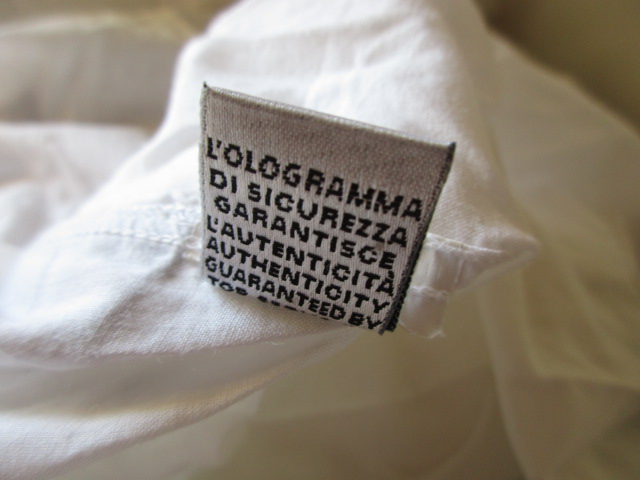 L'OLOGRAMMA
DI SICUREZZA
GARANTISCE
L'AUTENTICITÀ
AUTHENTICITY
GUARANTEED BY